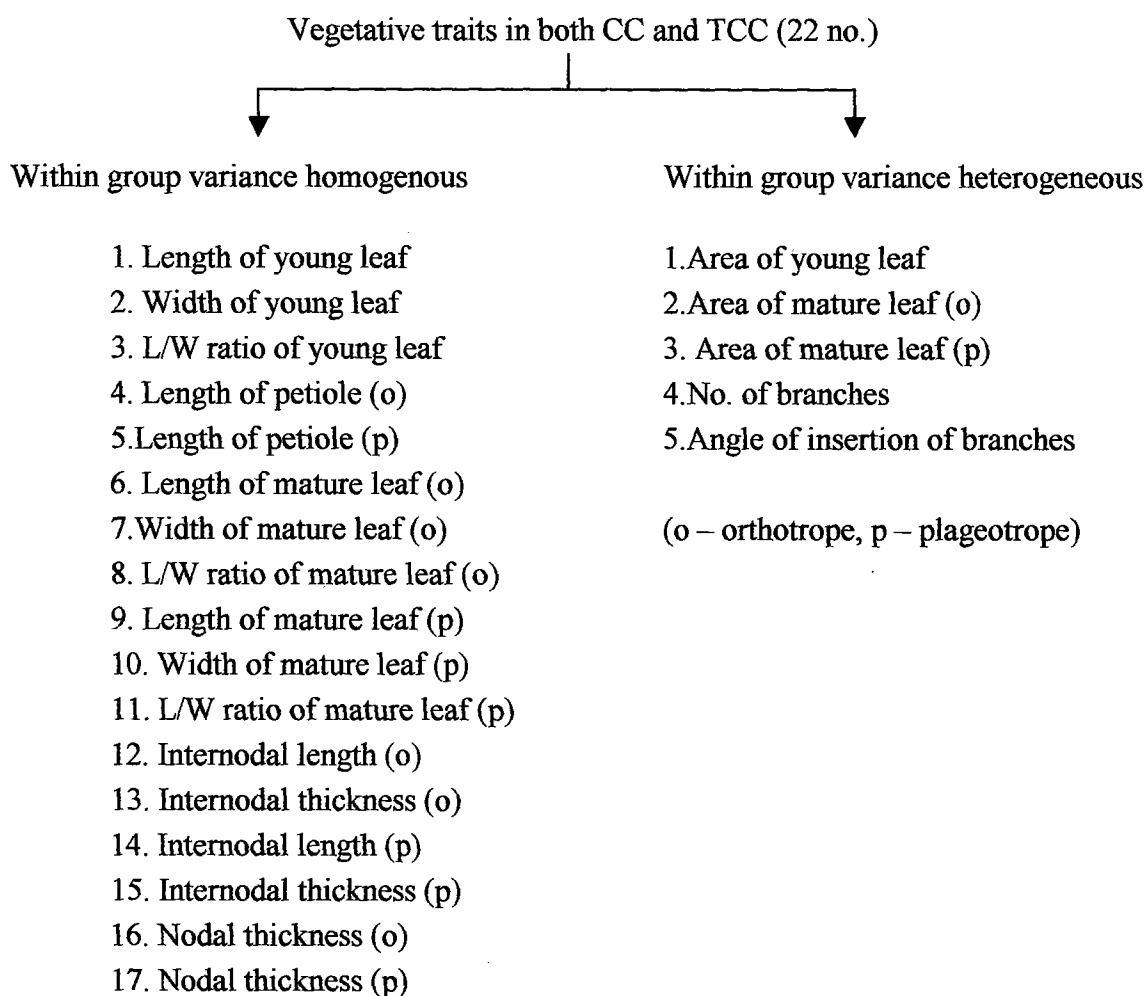 Vegetative traits in both CC and TCC (22 no.)
Within group variance homogenous
1. Length of young leaf
2. Width of young leaf
3. L/W ratio of young leaf
4. Length of petiole (o)
5.Length of petiole (p)
6. Length of mature leaf (o)
7.Width of mature leaf (o)
8. L/W ratio of mature leaf (o)
9. Length of mature leaf (p)
10. Width of mature leaf (p)
11. L/W ratio of mature leaf (p)
12. Internodal length (o)
13. Internodal thickness (o)
14. Internodal length (p)
15. Internodal thickness (p)
16. Nodal thickness (o)
17. Nodal thickness (p)
Within group variance heterogeneous
1.Area of young leaf
2.Area of mature leaf (o)
3. Area of mature leaf (p)
4.No. of branches
5.Angle of insertion of branches
(o – orthotrope, p – plageotrope)